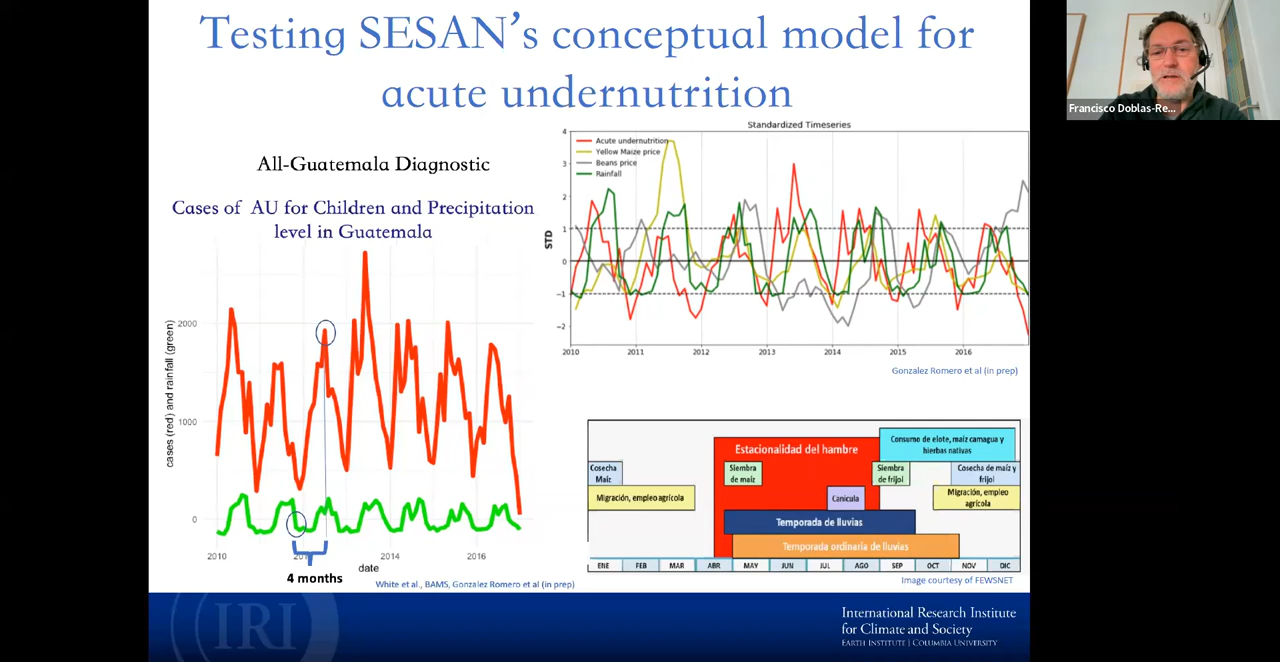 Testing SESAN's conceptual model for
acute undernutrition
All-Guatemala Diagnostic
Cases of AU for Children and Precipitation
level in Guatemala
cases (red) and rainfall (green)
2000
1000
0
2010
2014
2016
date
4 months
White et al., BAMS, Gonzalez Romero et al (in prep)
Standardized Timeseries
Acute undernutrition
Yellow Maize price
Beans price
Rainfall
STD
4
3
2
1
0
−1
−2
2010 2011 2012 2013 2014 2015 2016
Gonzalez Romero et al (in prep)
Estacionalidad del hambre
Consumo de elote, maíz camagua y
hierbas nativas
Cosecha
Maíz
Siembra
de maíz
Siembra
de frijol
Cosecha de maíz y
frijol
Migración, empleo agrícola
Canícula
Migración, empleo
agrícola
Temporada de lluvias
Temporada ordinaria de lluvias
ENE FEB MAR ABR MAY JUN JUL AGO SEP OCT NOV DIC
Image courtesy of FEWSNET
IRI
International Research Institute
for Climate and Society
EARTH INSTITUTE | COLUMBIA UNIVERSITY
Francisco Doblas-Re...